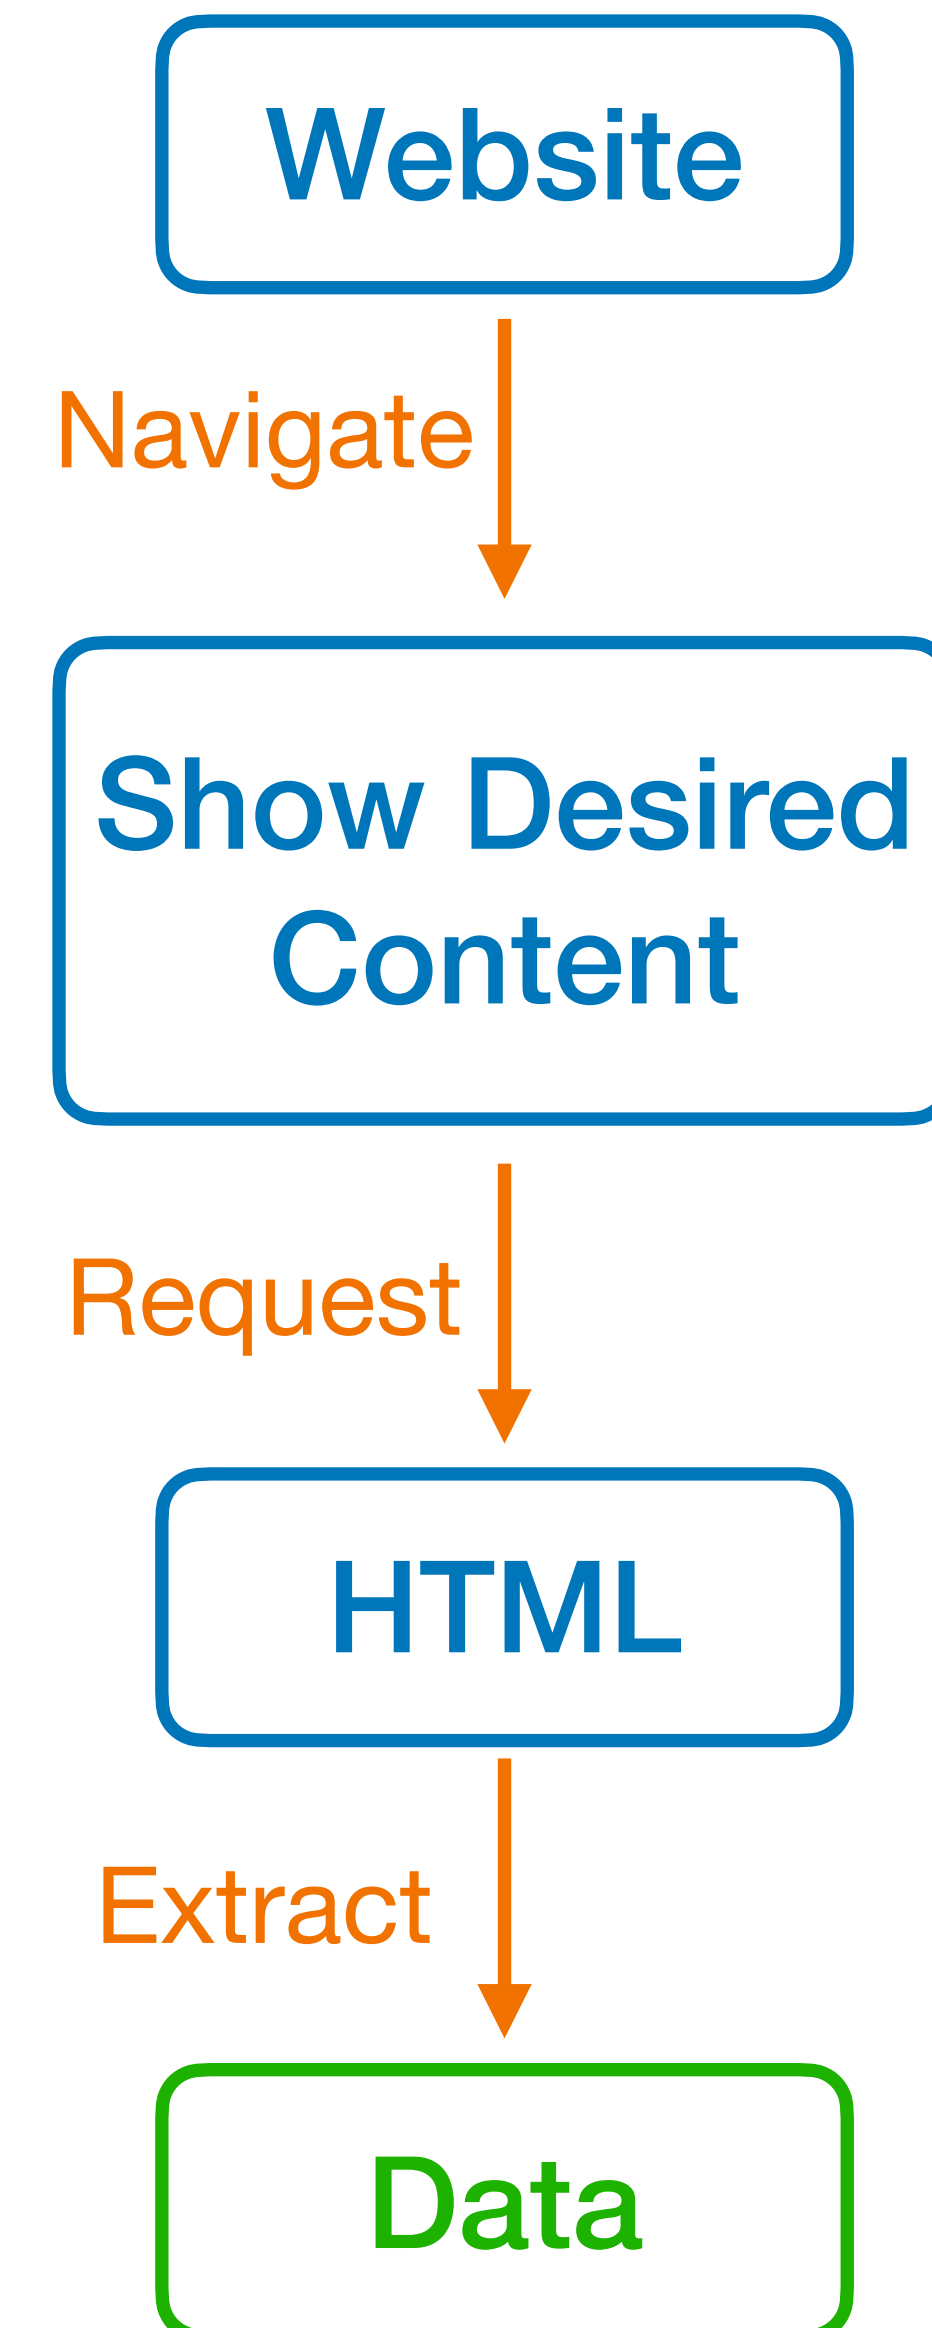 Website
Navigate
Show Desired
Content
Request
HTML
Extract
Data